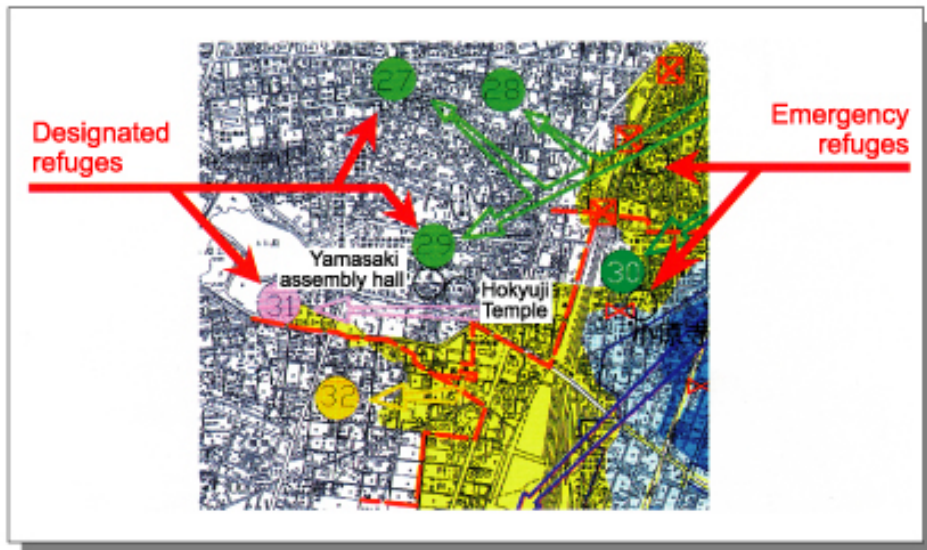 27
28
Designated
refuges
Emergency
refuges
29
30
Yamasaki
assembly hall
Hokyuji
Temple
31
32